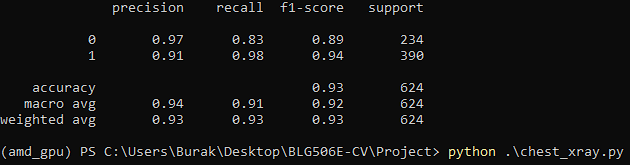 precision recall f1-score support
0 0.97 0.83 0.89 234
1 0.91 0.98 0.94 390
accuracy 0.93 624
macro avg 0.94 0.91 0.92 624
weighted avg 0.93 0.93 0.93 624
(amd_gpu) PS C:\Users\Burak\Desktop\BLG506E-CV\Project> python .\chest_xray.py